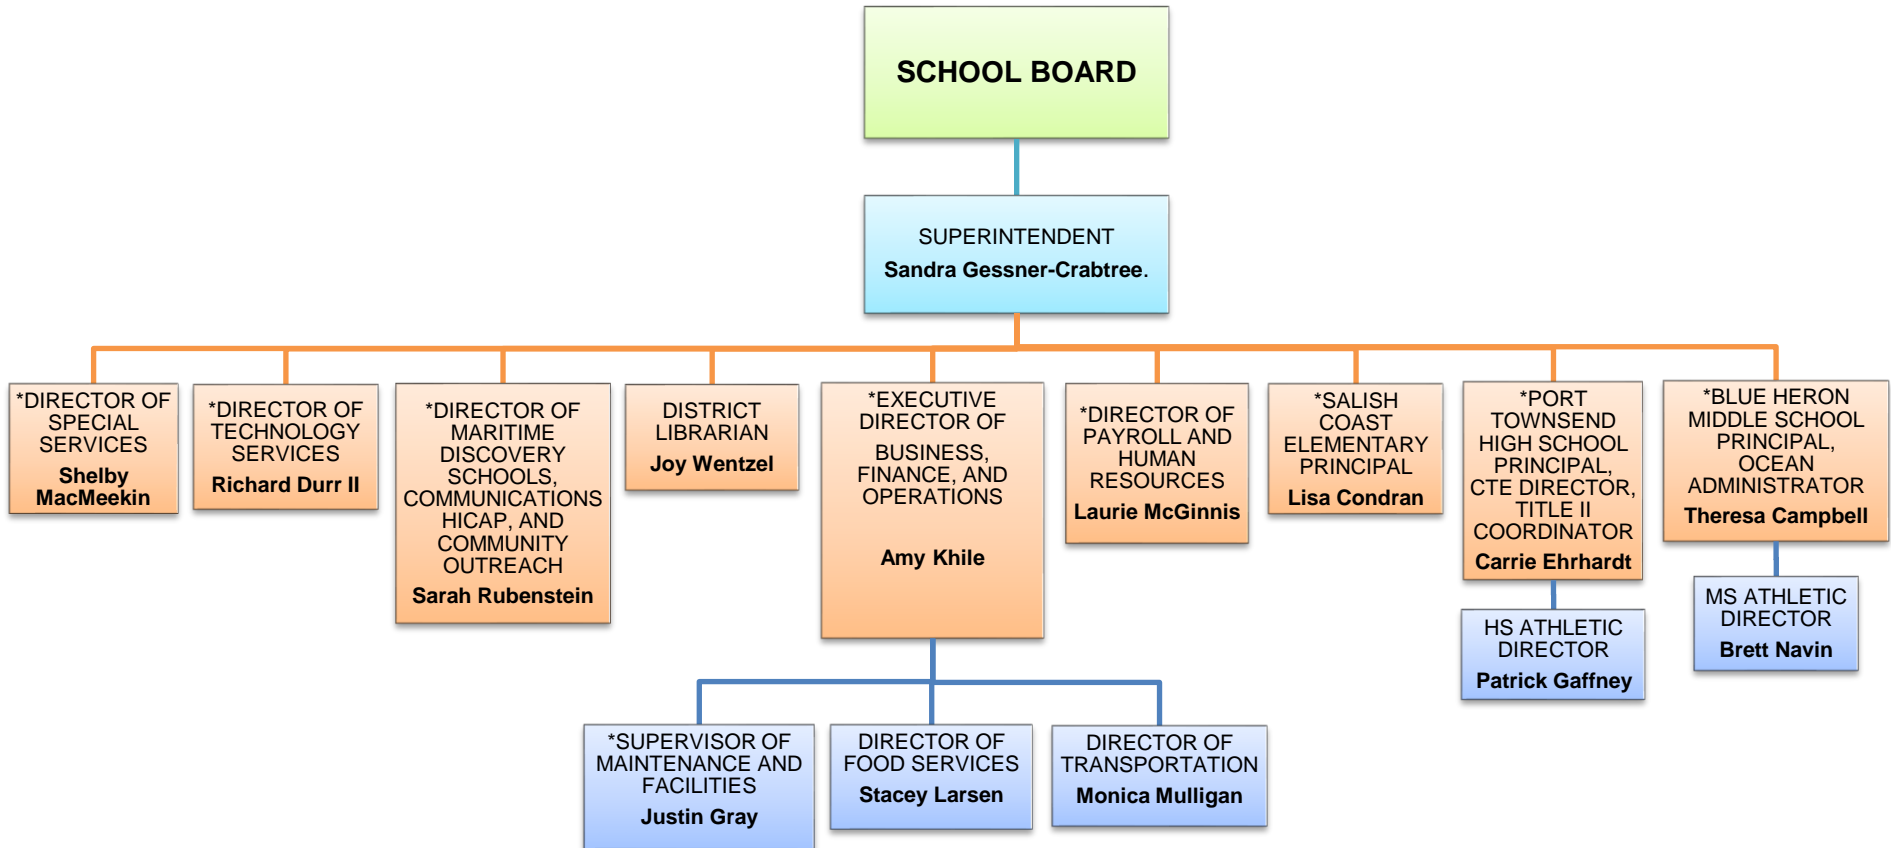 SCHOOL BOARD
SUPERINTENDENT
Sandra Gessner-Crabtree.
*DIRECTOR OF
SPECIAL
SERVICES
Shelby
MacMeekin
*DIRECTOR OF
TECHNOLOGY
SERVICES
Richard Durr II
*DIRECTOR OF
MARITIME
DISCOVERY
SCHOOLS,
COMMUNICATIONS
HICAP, AND
COMMUNITY
OUTREACH
Sarah Rubenstein
DISTRICT
LIBRARIAN
Joy Wentzel
*EXECUTIVE
DIRECTOR OF
BUSINESS,
FINANCE, AND
OPERATIONS
Amy Khile
*DIRECTOR OF
PAYROLL AND
HUMAN
RESOURCES
Laurie McGinnis
*SALISH
COAST
ELEMENTARY
PRINCIPAL
Lisa Condran
*PORT
TOWNSEND
HIGH SCHOOL
PRINCIPAL,
CTE DIRECTOR,
TITLE II
COORDINATOR
Carrie Ehrhardt
*BLUE HERON
MIDDLE SCHOOL
PRINCIPAL,
OCEAN
ADMINISTRATOR
Theresa Campbell
HS ATHLETIC
DIRECTOR
Patrick Gaffney
MS ATHLETIC
DIRECTOR
Brett Navin
*SUPERVISOR OF
MAINTENANCE AND
FACILITIES
Justin Gray
DIRECTOR OF
FOOD SERVICES
Stacey Larsen
DIRECTOR OF
TRANSPORTATION
Monica Mulligan